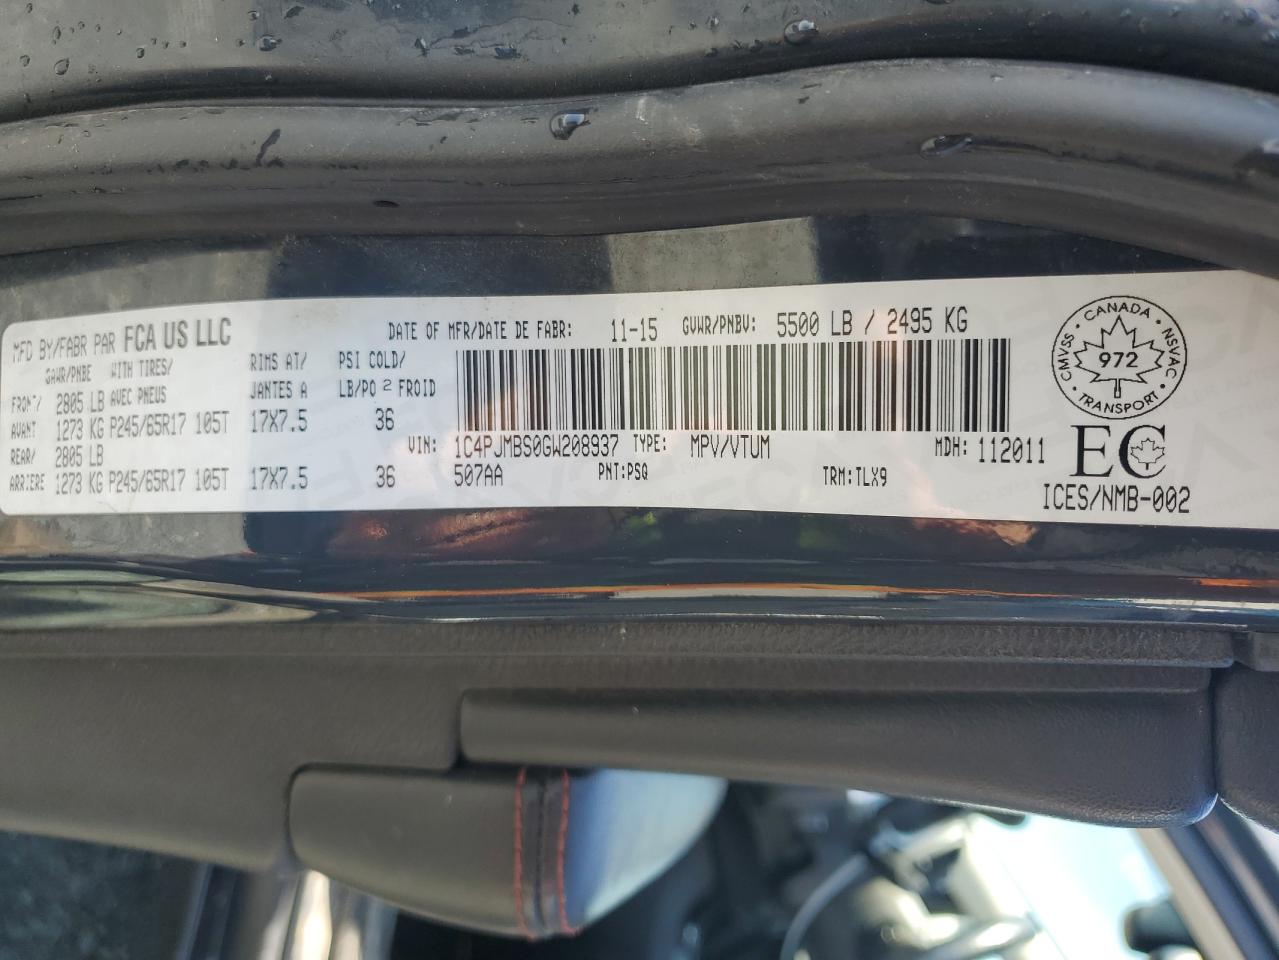 MFD BY/FABR PAR FCA US LLC
DATE OF MFR/DATE DE FABR: 11-15
GVWR/PNBV: 5500 LB / 2495 KG
GAWR/PNBE WITH TIRES/ RIMS AT/ PSI COLD/
AVEC PNEUS JANTES A LB/PO2 FROID
FRONT/ 2805 LB
AVANT 1273 KG P245/65R17 105T 17X7.5 36
REAR/ 2805 LB
ARRIERE 1273 KG P245/65R17 105T 17X7.5 36
VIN: 1C4PJMBS0GW208937 TYPE: MPV/VTUM MDH: 112011
507AA PNT:PSQ TRM:TLX9
CANADA
CMVSS 972 NSVAC
TRANSPORT
EC
ICES/NMB-002